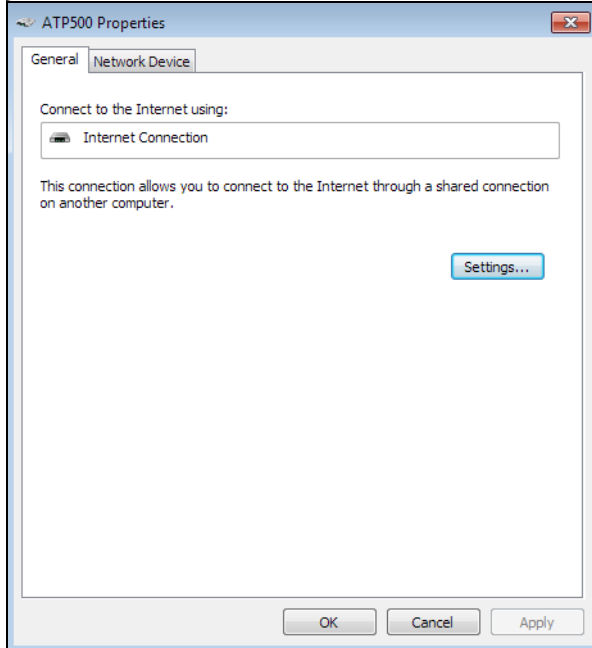 ATP500 Properties
General
Network Device
Connect to the Internet using:
Internet Connection
This connection allows you to connect to the Internet through a shared connection
on another computer.
Settings...
OK
Cancel
Apply